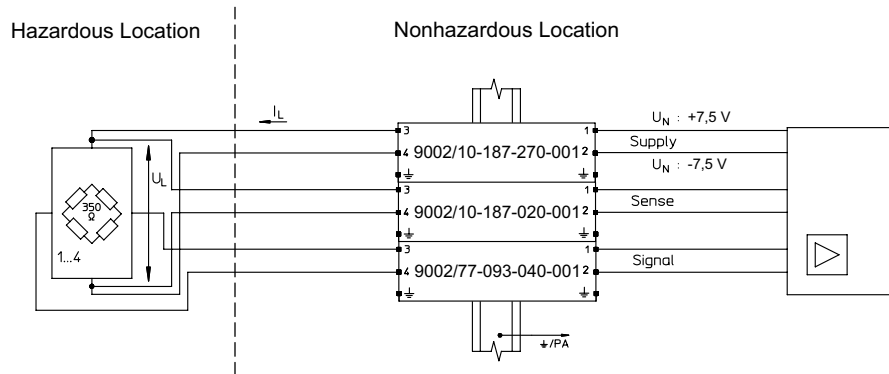 Hazardous Location
Nonhazardous Location
I_L
U_N : +7,5 V
Supply
U_N : -7,5 V
3
1
4
9002/10-187-270-001
2
3
1
4
9002/10-187-020-001
2
Sense
3
1
4
9002/77-093-040-001
2
Signal
U_L
350
Ω
1...4
⏚/PA